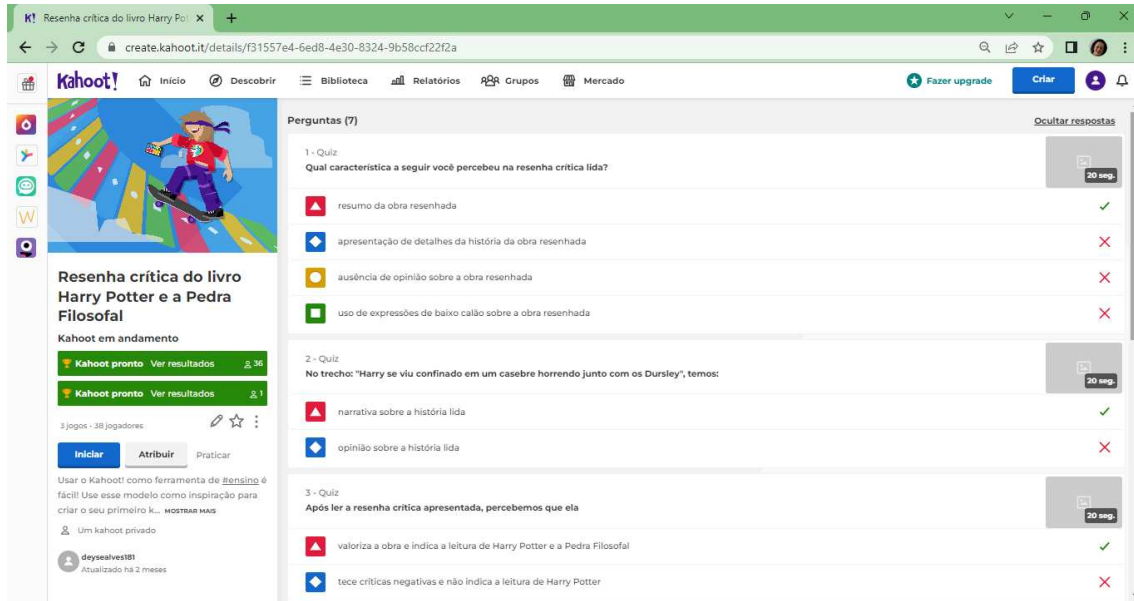 K! Resenha crítica do livro Harry Pot
create.kahoot.it/details/f31557e4-6ed8-4e30-8324-9b58ccf22f2a
Kahoot! Início Descobrir Biblioteca Relatórios Grupos Mercado Fazer upgrade Criar
Resenha crítica do livro
Harry Potter e a Pedra
Filosofal
Kahoot em andamento
Kahoot pronto Ver resultados 36
Kahoot pronto Ver resultados 1
3 jogos · 38 jogadores
Iniciar Atribuir Praticar
Usar o Kahoot! como ferramenta de #ensino é
fácil! Use esse modelo como inspiração para
criar o seu primeiro k... MOSTRAR MAIS
Um kahoot privado
deysealves181
Atualizado há 2 meses
Perguntas (7) Ocultar respostas
1 - Quiz
Qual característica a seguir você percebeu na resenha crítica lida?
20 seg.
resumo da obra resenhada
apresentação de detalhes da história da obra resenhada
ausência de opinião sobre a obra resenhada
uso de expressões de baixo calão sobre a obra resenhada
2 - Quiz
No trecho: "Harry se viu confinado em um casebre horrendo junto com os Dursley", temos:
20 seg.
narrativa sobre a história lida
opinião sobre a história lida
3 - Quiz
Após ler a resenha crítica apresentada, percebemos que ela
20 seg.
valoriza a obra e indica a leitura de Harry Potter e a Pedra Filosofal
tece críticas negativas e não indica a leitura de Harry Potter